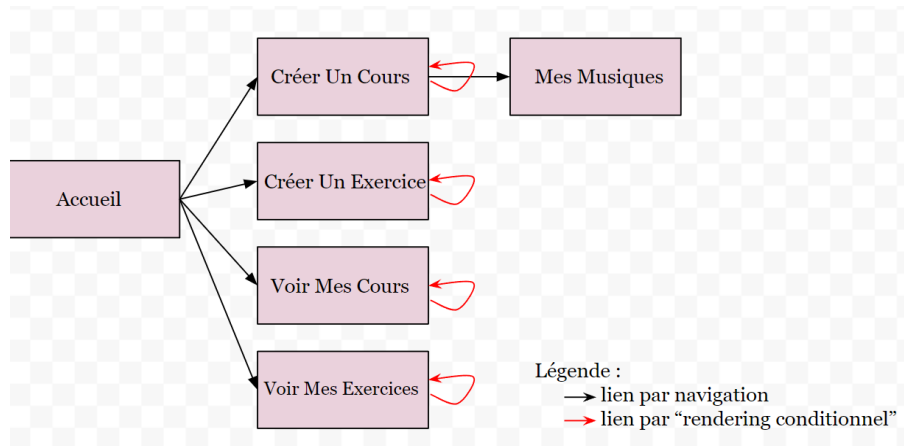 Créer Un Cours
Mes Musiques
Créer Un Exercice
Accueil
Voir Mes Cours
Voir Mes Exercices
Légende :
lien par navigation
lien par “rendering conditionnel”